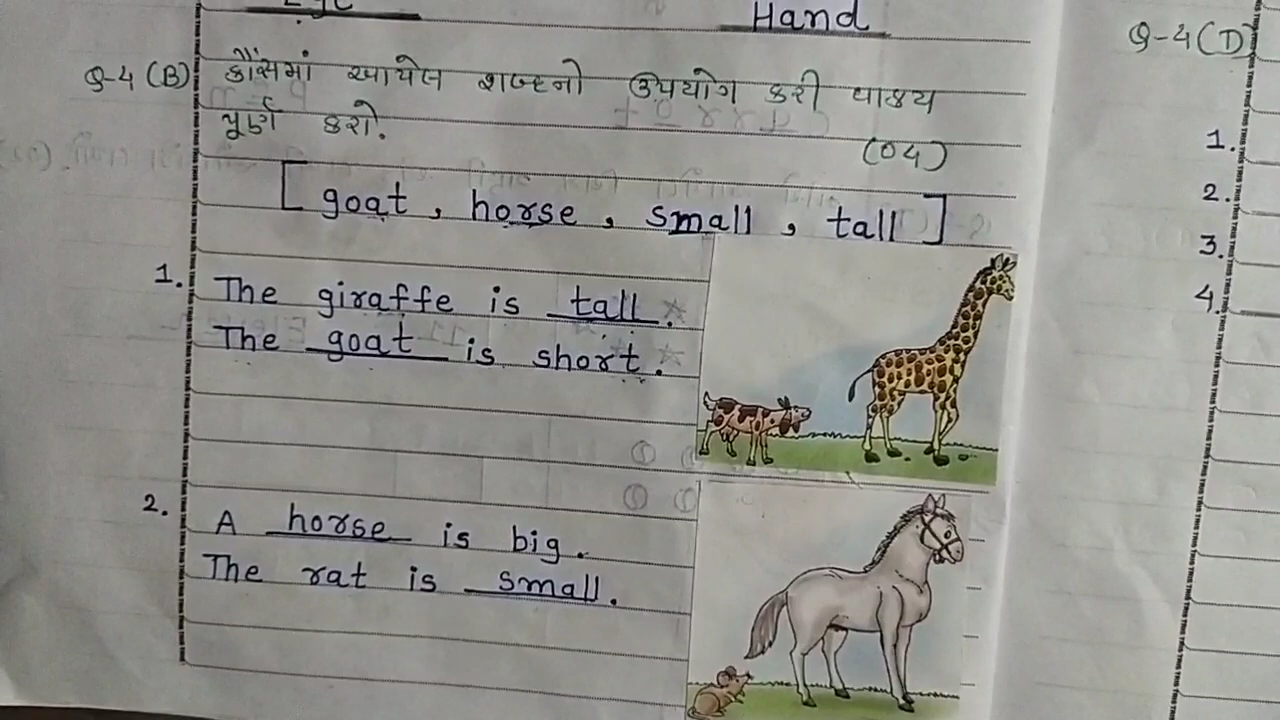 Hand
Q-4 (B) કૌંસમાં આપેલ શબ્દનો ઉપયોગ કરી વાક્ય
પૂર્ણ કરો.
(04)
[ goat , horse , small , tall ]
1. The giraffe is tall.
The goat is short.
2. A horse is big.
The rat is small.
Q-4 (D)
1.
2.
3.
4.